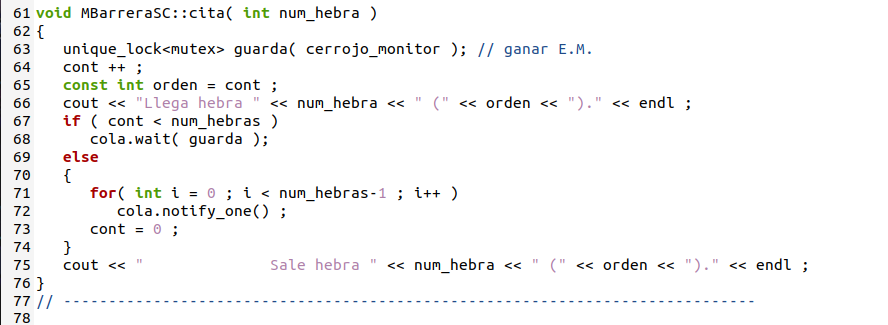 61 void MBarreraSC::cita( int num_hebra )
62 {
63    unique_lock<mutex> guarda( cerrojo_monitor ); // ganar E.M.
64    cont ++ ;
65    const int orden = cont ;
66    cout << "Llega hebra " << num_hebra << " (" << orden << ")." << endl ;
67    if ( cont < num_hebras )
68       cola.wait( guarda );
69    else
70    {
71       for( int i = 0 ; i < num_hebras-1 ; i++ )
72          cola.notify_one() ;
73       cont = 0 ;
74    }
75    cout << "              Sale hebra " << num_hebra << " (" << orden << ")." << endl ;
76 }
77 // -----------------------------------------------------------------------------
78